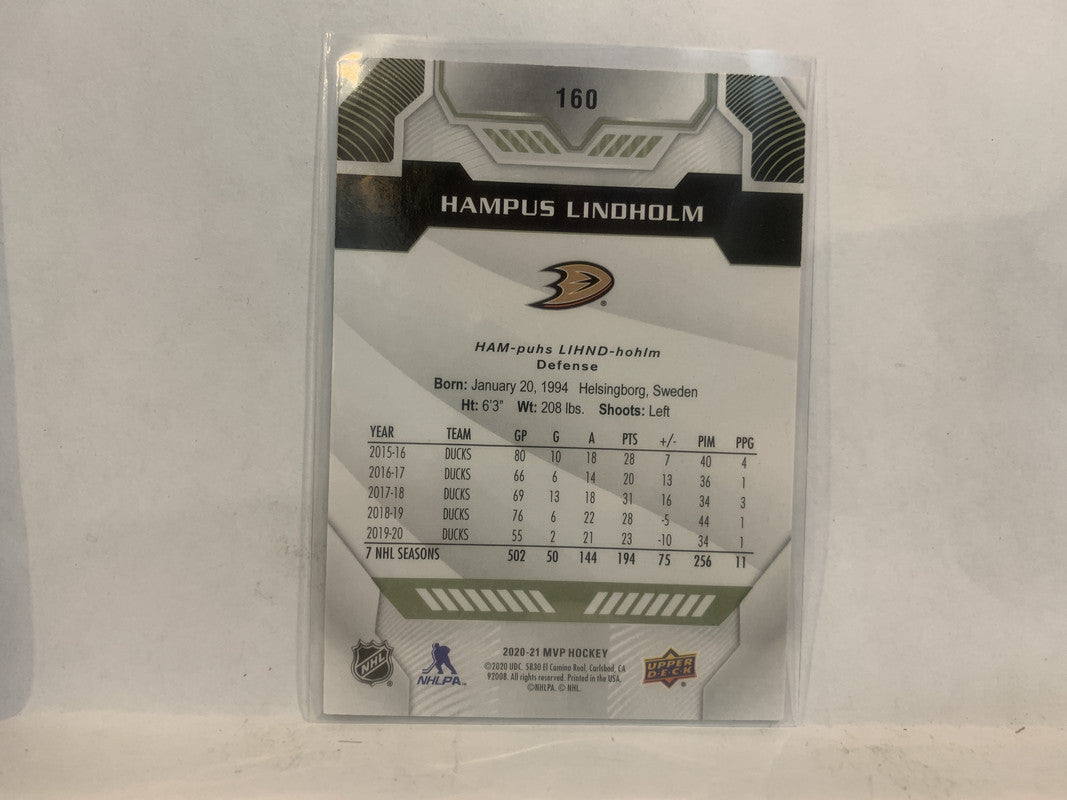 160
HAMPUS LINDHOLM
HAM-puhs LIHND-hohlm
Defense
Born: January 20, 1994 Helsingborg, Sweden
Ht: 6'3" Wt: 208 lbs. Shoots: Left
YEAR TEAM GP G A PTS +/- PIM PPG
2015-16 DUCKS 80 10 18 28 7 40 4
2016-17 DUCKS 66 6 14 20 13 36 1
2017-18 DUCKS 69 13 18 31 16 34 3
2018-19 DUCKS 76 6 22 28 -5 44 1
2019-20 DUCKS 55 2 21 23 -10 34 1
7 NHL SEASONS 502 50 144 194 75 256 11
NHL
NHLPA
2020-21 MVP HOCKEY
©2020 UDC. 5830 El Camino Real, Carlsbad, CA
92008. All rights reserved. Printed in the USA.
©NHLPA. © NHL.
UPPER
D·E·C·K